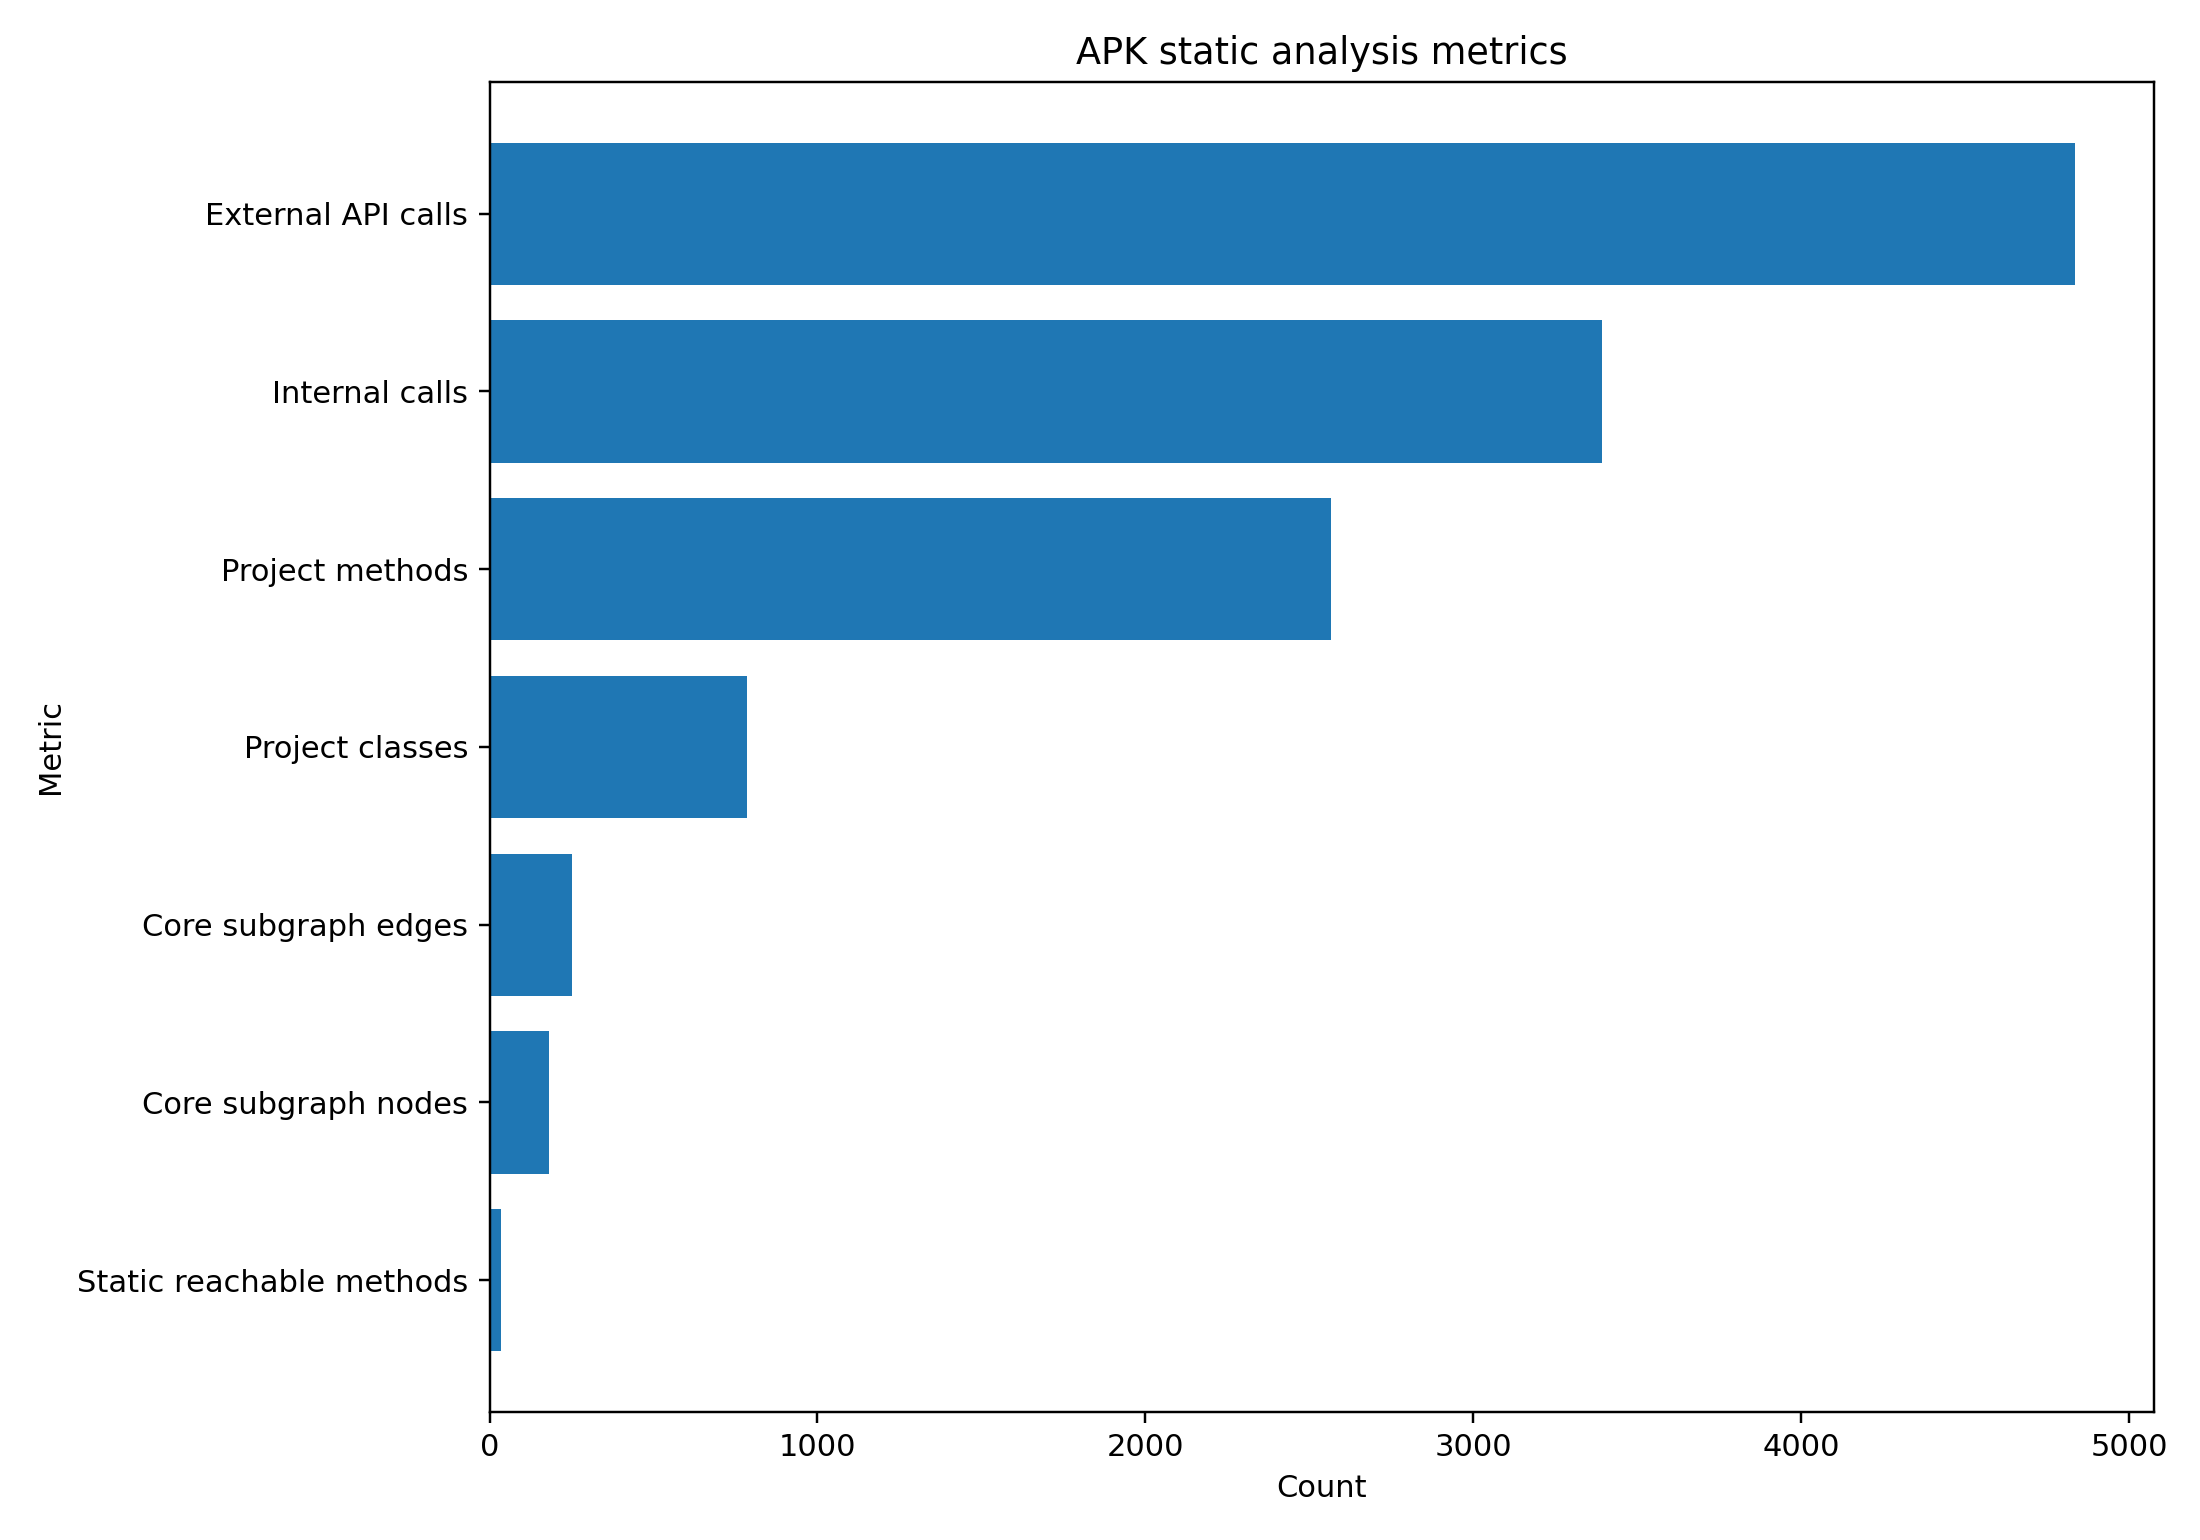 APK static analysis metrics
External API calls
Internal calls
Project methods
Project classes
Core subgraph edges
Core subgraph nodes
Static reachable methods
Metric
0 1000 2000 3000 4000 5000
Count